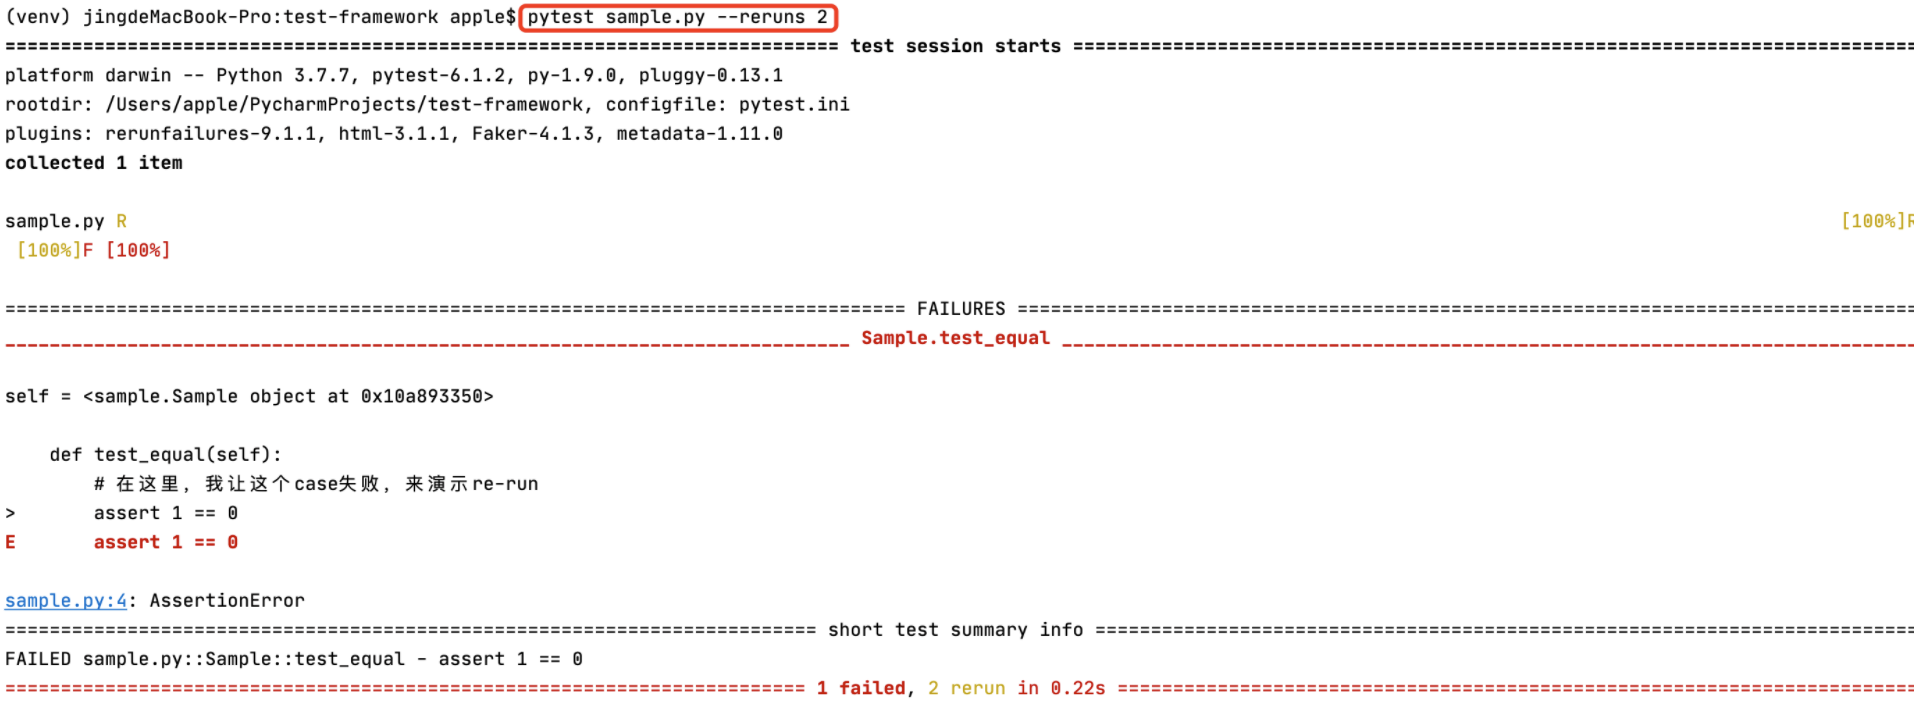 (venv) jingdeMacBook-Pro:test-framework apple$ pytest sample.py --reruns 2
=========================================================================== test session starts ============================================================================
platform darwin -- Python 3.7.7, pytest-6.1.2, py-1.9.0, pluggy-0.13.1
rootdir: /Users/apple/PycharmProjects/test-framework, configfile: pytest.ini
plugins: rerunfailures-9.1.1, html-3.1.1, Faker-4.1.3, metadata-1.11.0
collected 1 item
sample.py R [100%]R
[100%]F [100%]
================================================================================= FAILURES =================================================================================
____________________________________________________________________________ Sample.test_equal _____________________________________________________________________________
self = <sample.Sample object at 0x10a893350>
def test_equal(self):
# 在这里，我让这个case失败，来演示re-run
> assert 1 == 0
E assert 1 == 0
sample.py:4: AssertionError
========================================================================= short test summary info ==========================================================================
FAILED sample.py::Sample::test_equal - assert 1 == 0
======================================================================== 1 failed, 2 rerun in 0.22s ========================================================================